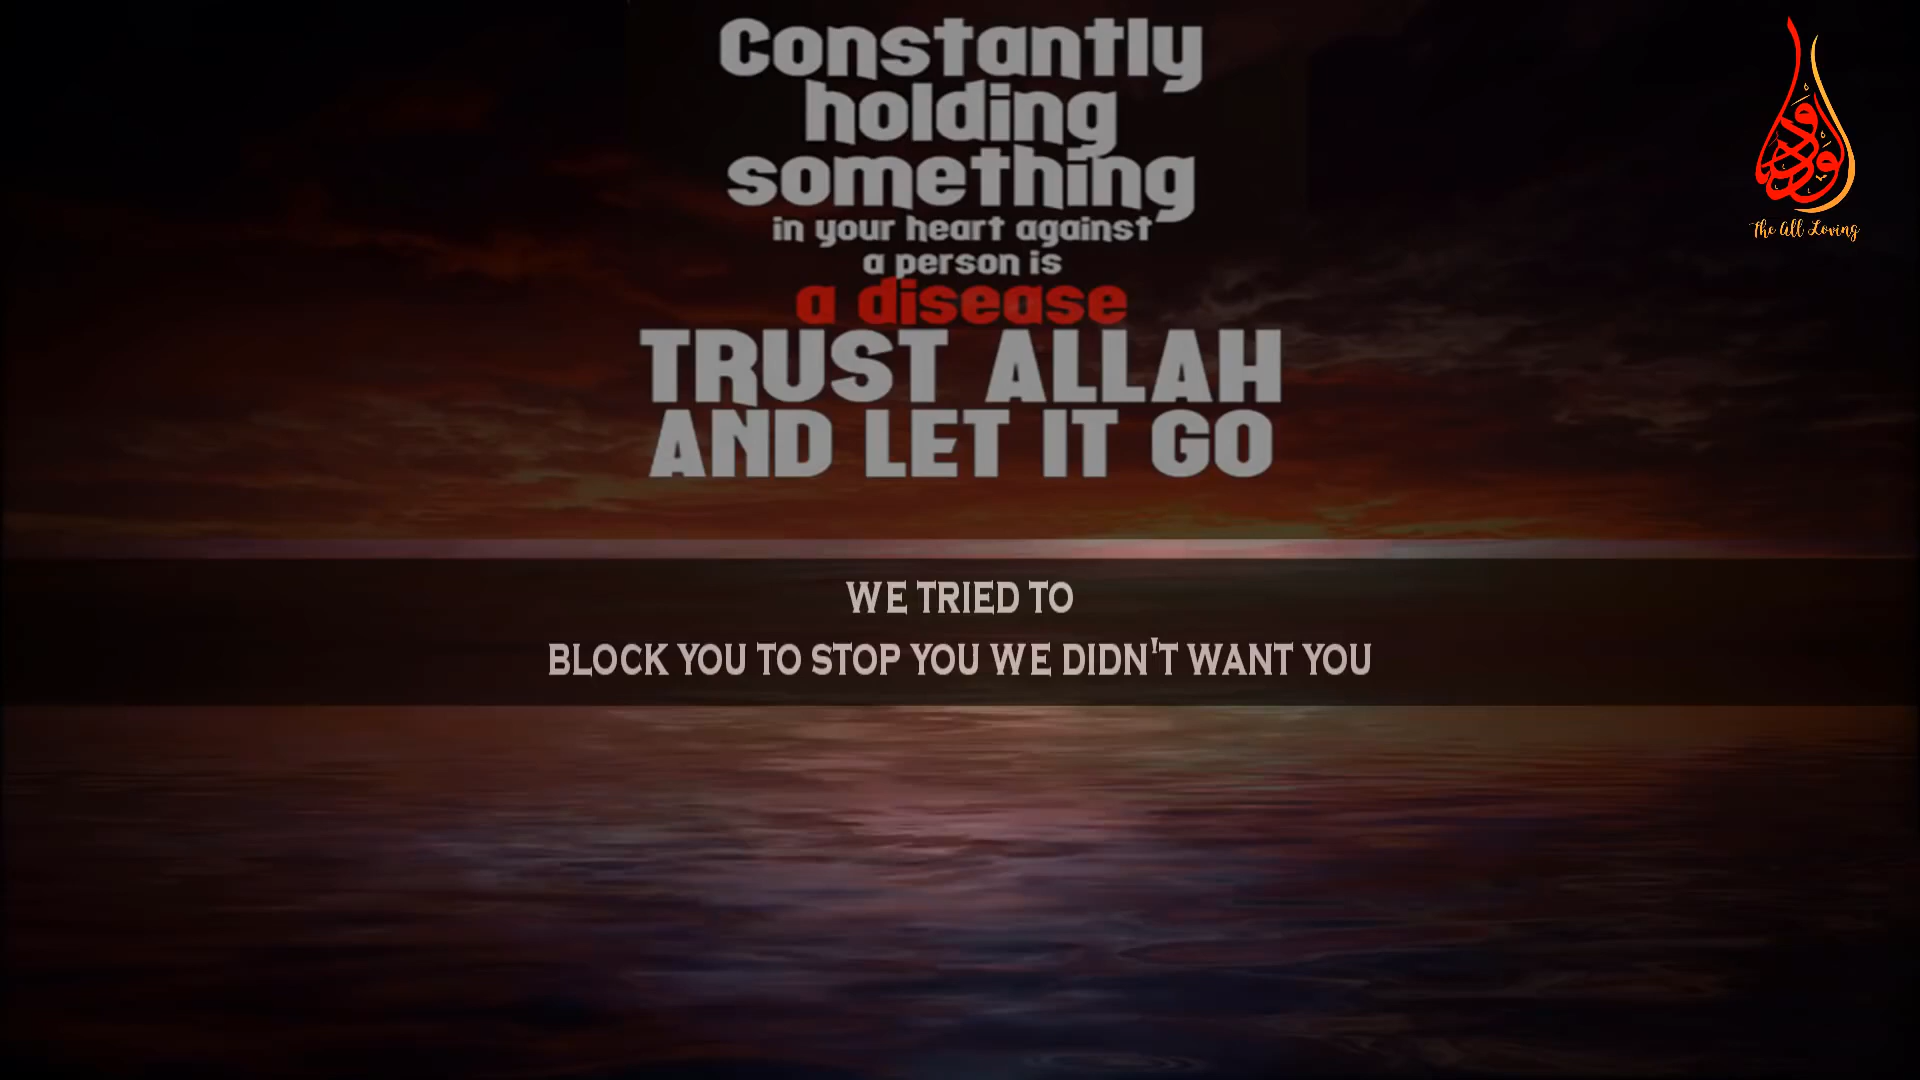 Constantly
holding
something
in your heart against
a person is
a disease
TRUST ALLAH
AND LET IT GO
The All Loving
WE TRIED TO
BLOCK YOU TO STOP YOU WE DIDN'T WANT YOU